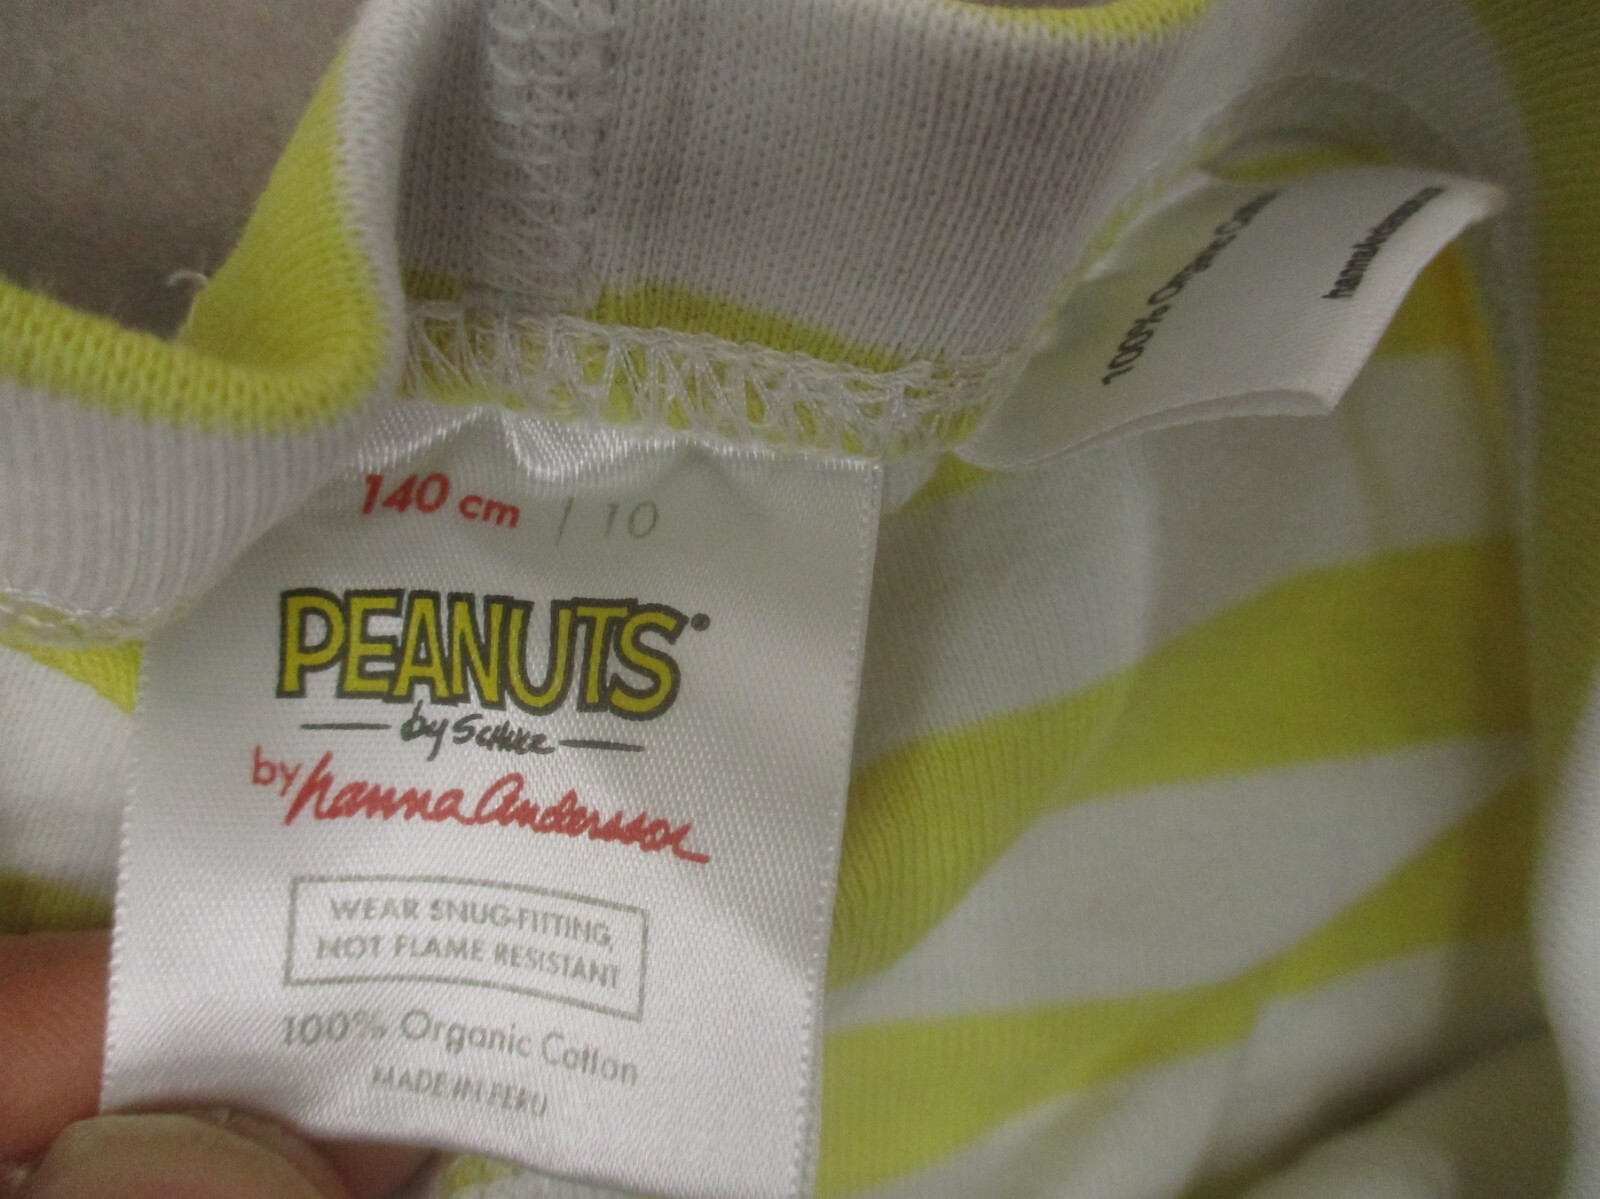 140 cm | 10
PEANUTS®
by SCHULZ
by hanna Andersson
WEAR SNUG-FITTING,
NOT FLAME RESISTANT
100% Organic Cotton
MADE IN PERU
100% Organic Cotton